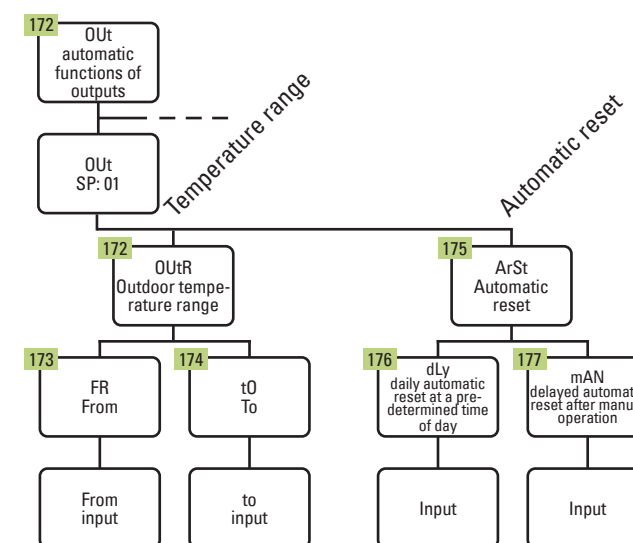 172
OUt
automatic
functions of
outputs
OUt
SP: 01
Temperature range
Automatic reset
172
OUtR
Outdoor tempe-
rature range
175
ArSt
Automatic
reset
173
FR
From
174
tO
To
176
dLy
daily automatic
reset at a pre-
determined time
of day
177
mAN
delayed automat
reset after manu
operation
From
input
to
input
Input
Input